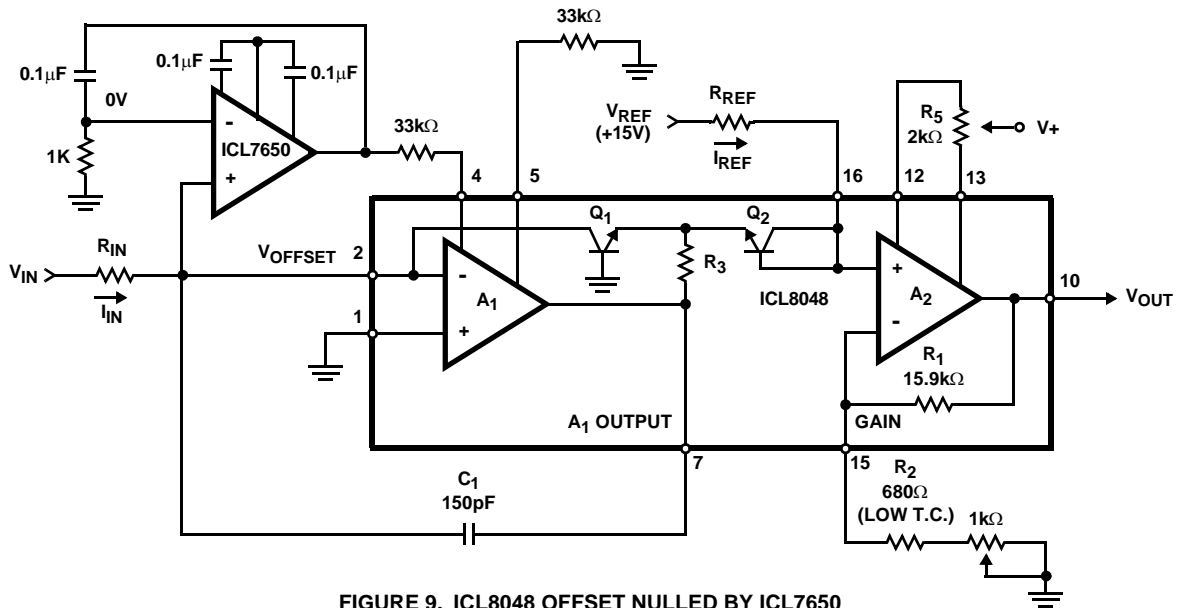 33kΩ
0.1μF
0.1μF
0.1μF
0V
-
ICL7650
+
1K
33kΩ
VREF
(+15V)
RREF
IREF
R5
2kΩ
V+
4
5
16
12
13
Q1
Q2
RIN
VIN
IIN
VOFFSET
2
-
A1
+
1
R3
ICL8048
+
A2
-
10
VOUT
R1
15.9kΩ
A1 OUTPUT
GAIN
7
15
C1
150pF
R2
680Ω
(LOW T.C.)
1kΩ
FIGURE 9. ICL8048 OFFSET NULLED BY ICL7650